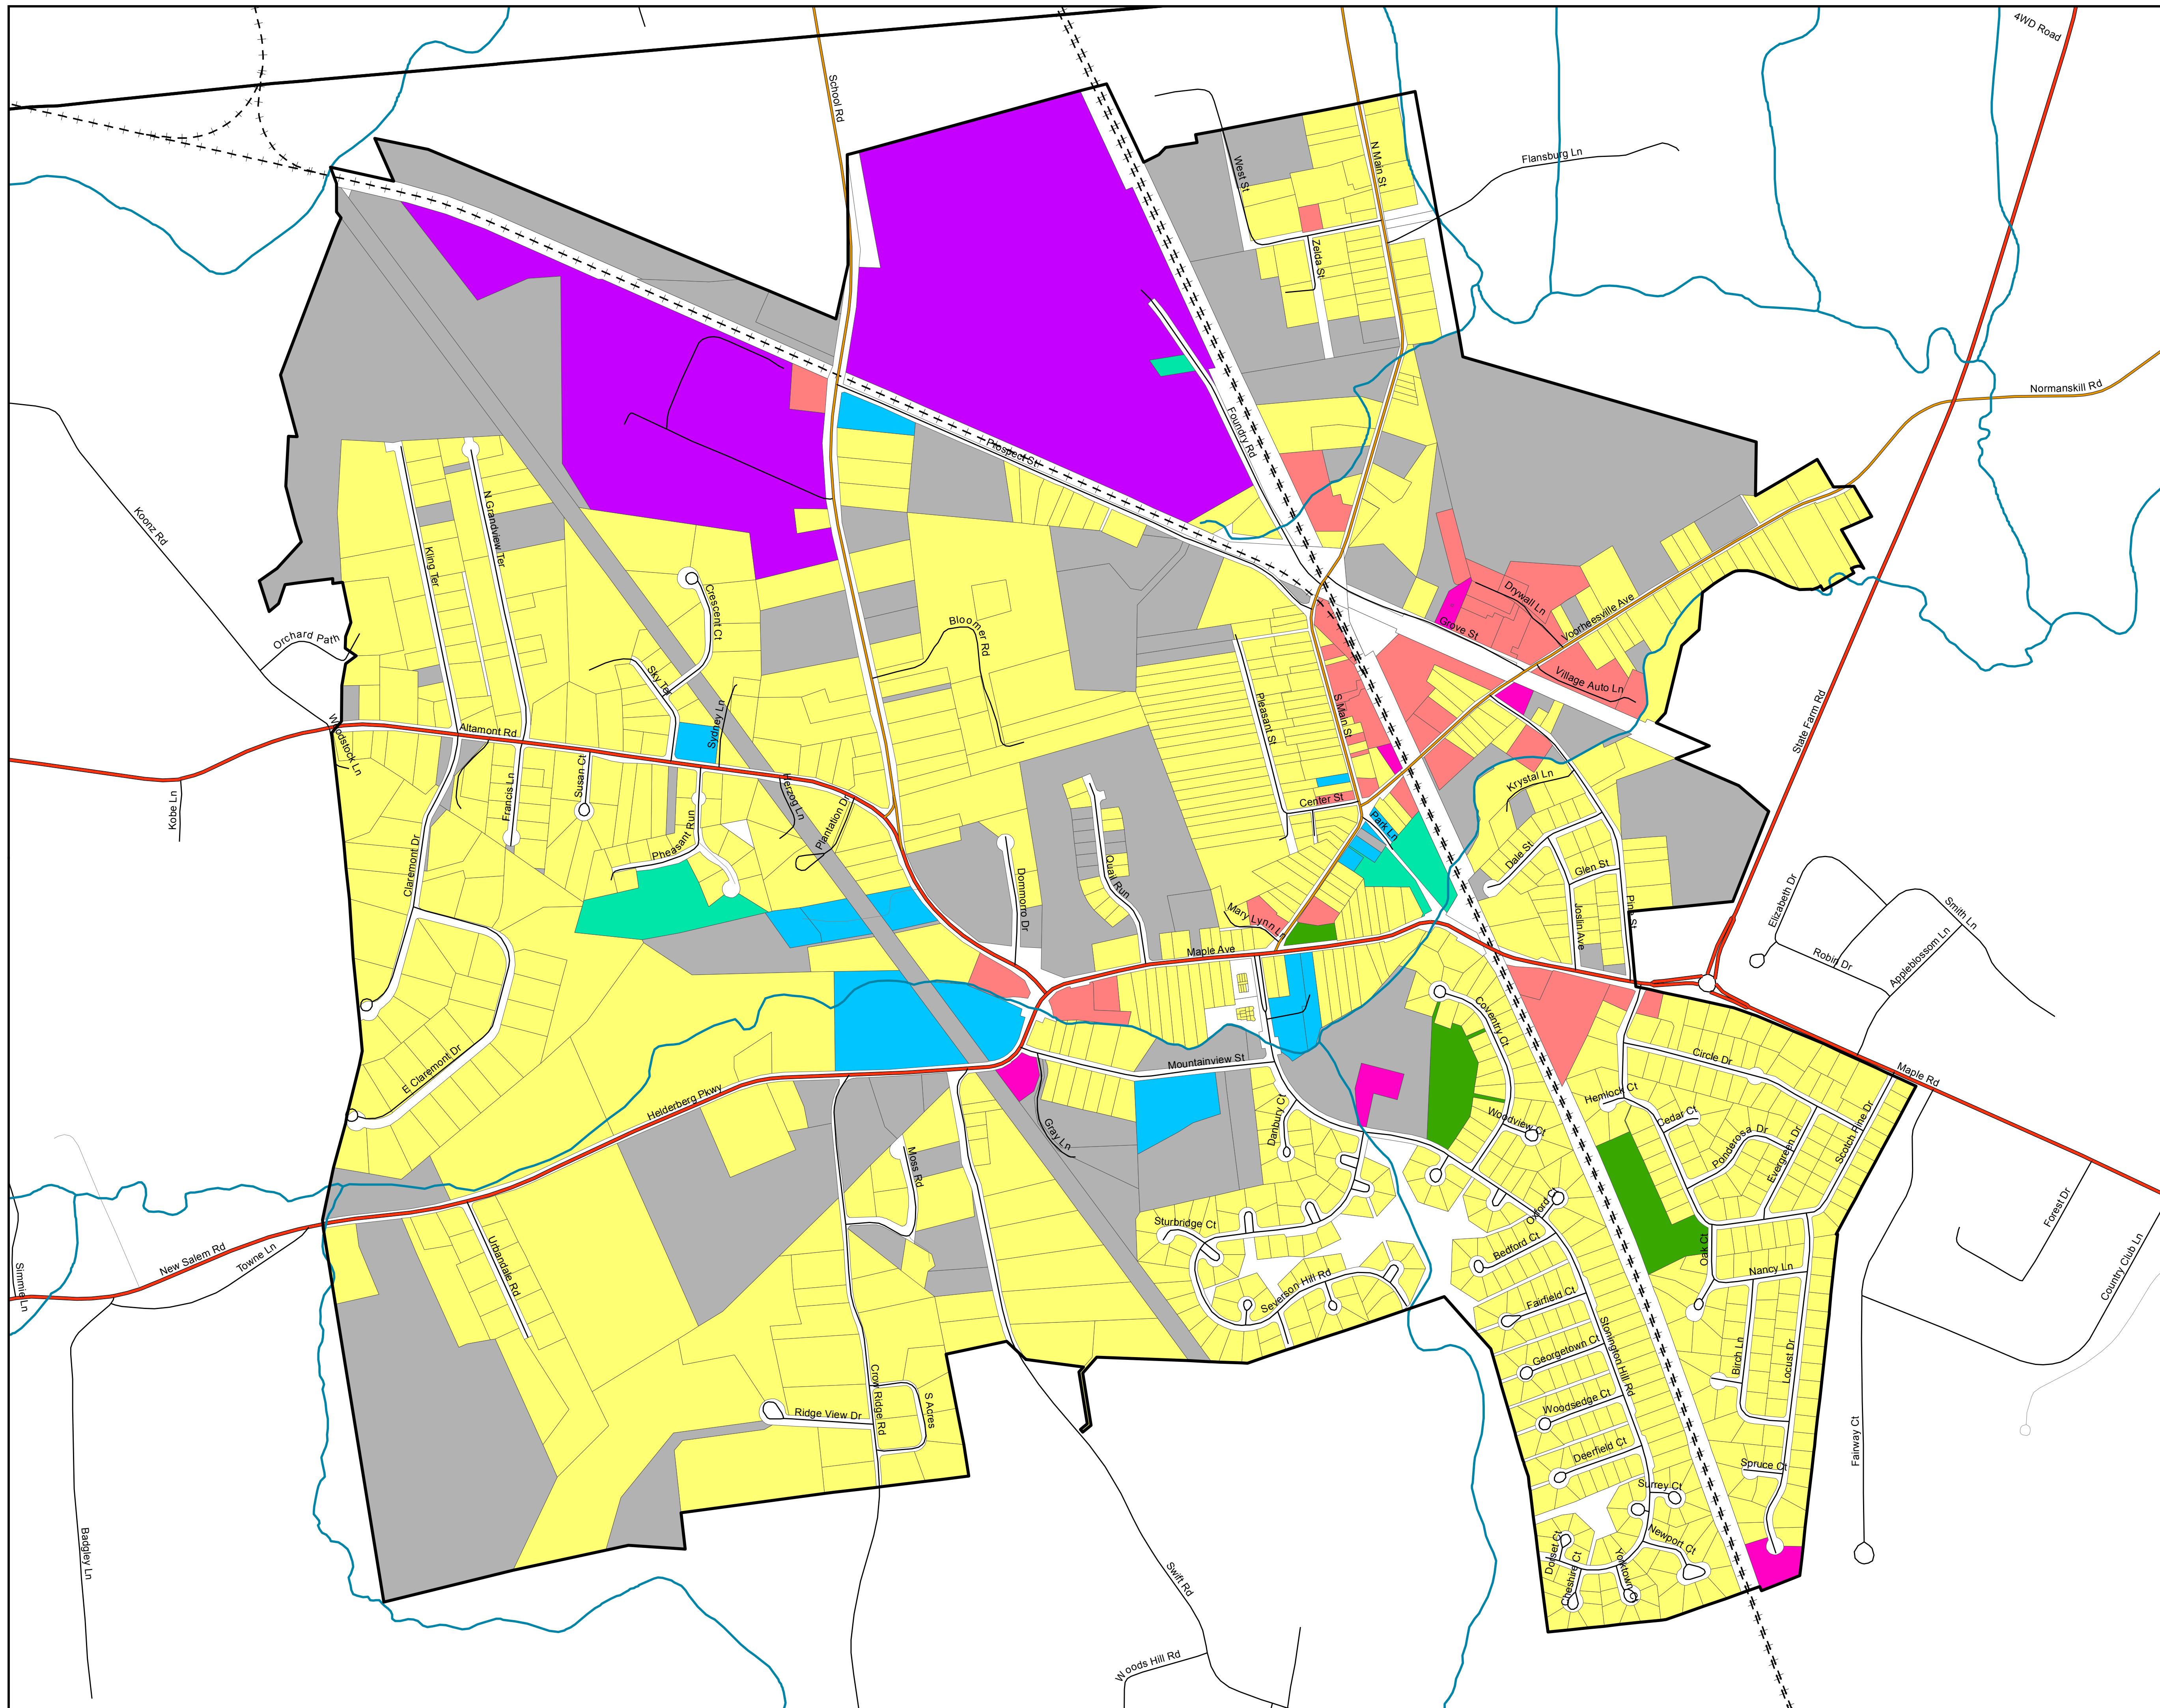 4WD Road
School Rd
N Main St
West St
Flansburg Ln
Zelda St
Normanskill Rd
Foundry Rd
Prospect St
Koonz Rd
N Grandview Ter
Kling Ter
Crescent Ct
Drywall Ln
Voorheesville Ave
Grove St
Bloomer Rd
Orchard Path
Sky Ter
Village Auto Ln
Pleasant St
S Main St
Sydney Ln
State Farm Rd
Woodstock Ln
Altamont Rd
Krystal Ln
Susan Ct
Francis Ln
Herzog Ln
Kobe Ln
Plantation Dr
Center St
Park Ln
Pheasant Run
Dale St
Glen St
Claremont Dr
Quail Run
Dommorro Dr
Elizabeth Dr
Smith Ln
Mary Lynn Ln
Joslin Ave
Pine St
Maple Ave
Robin Dr
Appleblossom Ln
Coventry Ct
E Claremont Dr
Mountainview St
Circle Dr
Maple Rd
Helderberg Pkwy
Hemlock Ct
Cedar Ct
Gray Ln
Danbury Ct
Woodview Ct
Ponderosa Dr
Evergreen Dr
Scotch Pine Dr
Moss Rd
Oxford Ct
Forest Dr
Sturbridge Ct
Bedford Ct
Oak Ct
New Salem Rd
Towne Ln
Urbandale Rd
Nancy Ln
Country Club Ln
Simmie Ln
Severson Hill Rd
Fairfield Ct
Stonington Hill Rd
Georgetown Ct
Birch Ln
Locust Dr
Crow Ridge Rd
S Acres
Woodsedge Ct
Ridge View Dr
Fairway Ct
Deerfield Ct
Spruce Ct
Surrey Ct
Newport Ct
Badgley Ln
Dorset Ct
Cheshire Ct
Yorktown Ct
Swift Rd
Woods Hill Rd